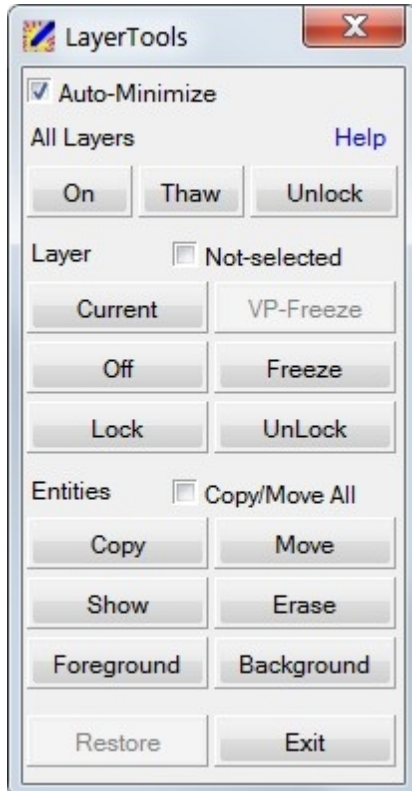 LayerTools
Auto-Minimize
All Layers Help
On Thaw Unlock
Layer Not-selected
Current VP-Freeze
Off Freeze
Lock UnLock
Entities Copy/Move All
Copy Move
Show Erase
Foreground Background
Restore Exit